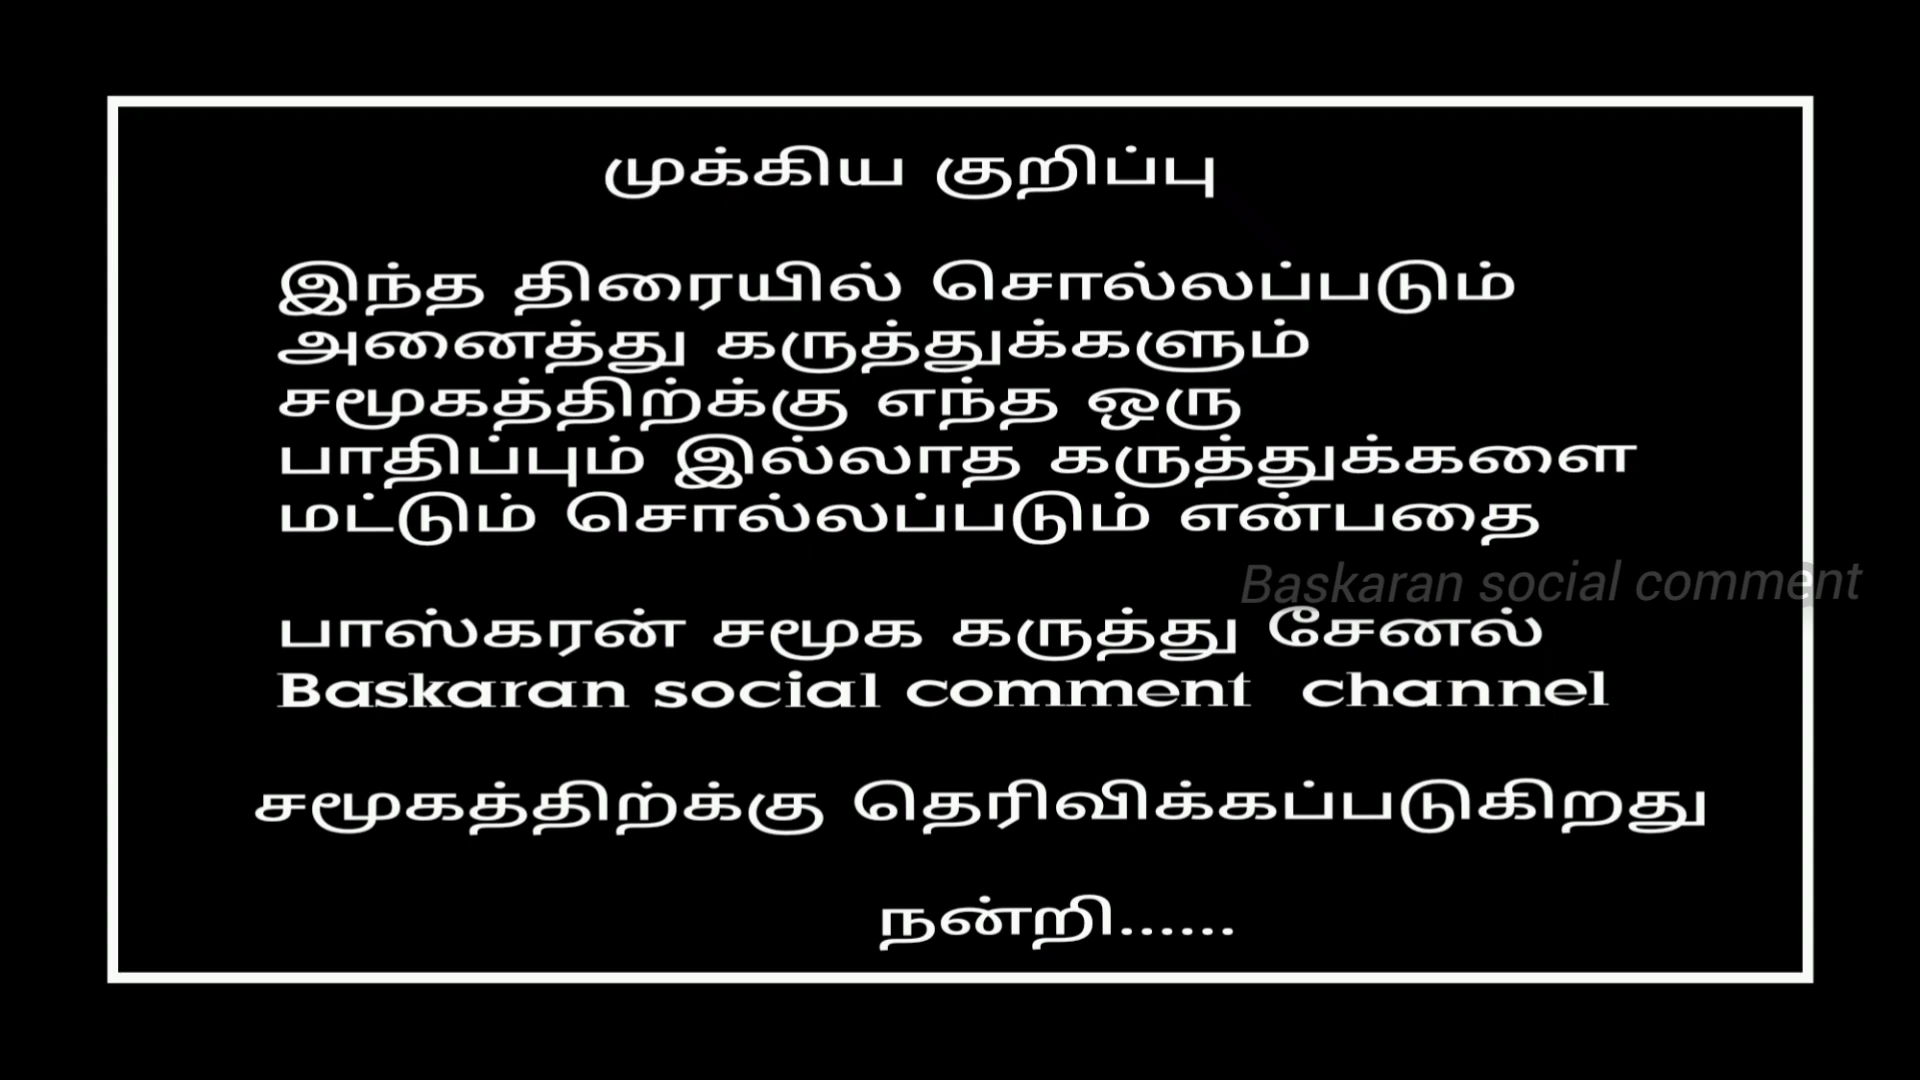 முக்கிய குறிப்பு
இந்த திரையில் சொல்லப்படும்
அனைத்து கருத்துக்களும்
சமூகத்திற்க்கு எந்த ஒரு
பாதிப்பும் இல்லாத கருத்துக்களை
மட்டும் சொல்லப்படும் என்பதை
Baskaran social comment
பாஸ்கரன் சமூக கருத்து சேனல்
Baskaran social comment channel
சமூகத்திற்க்கு தெரிவிக்கப்படுகிறது
நன்றி......